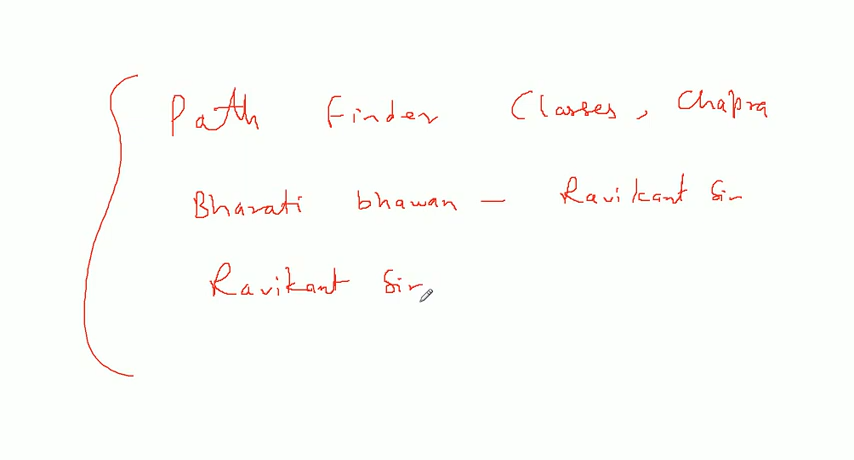 Path Finder Classes, Chapra
Bharati bhawan - Ravikant Sir
Ravikant Sir